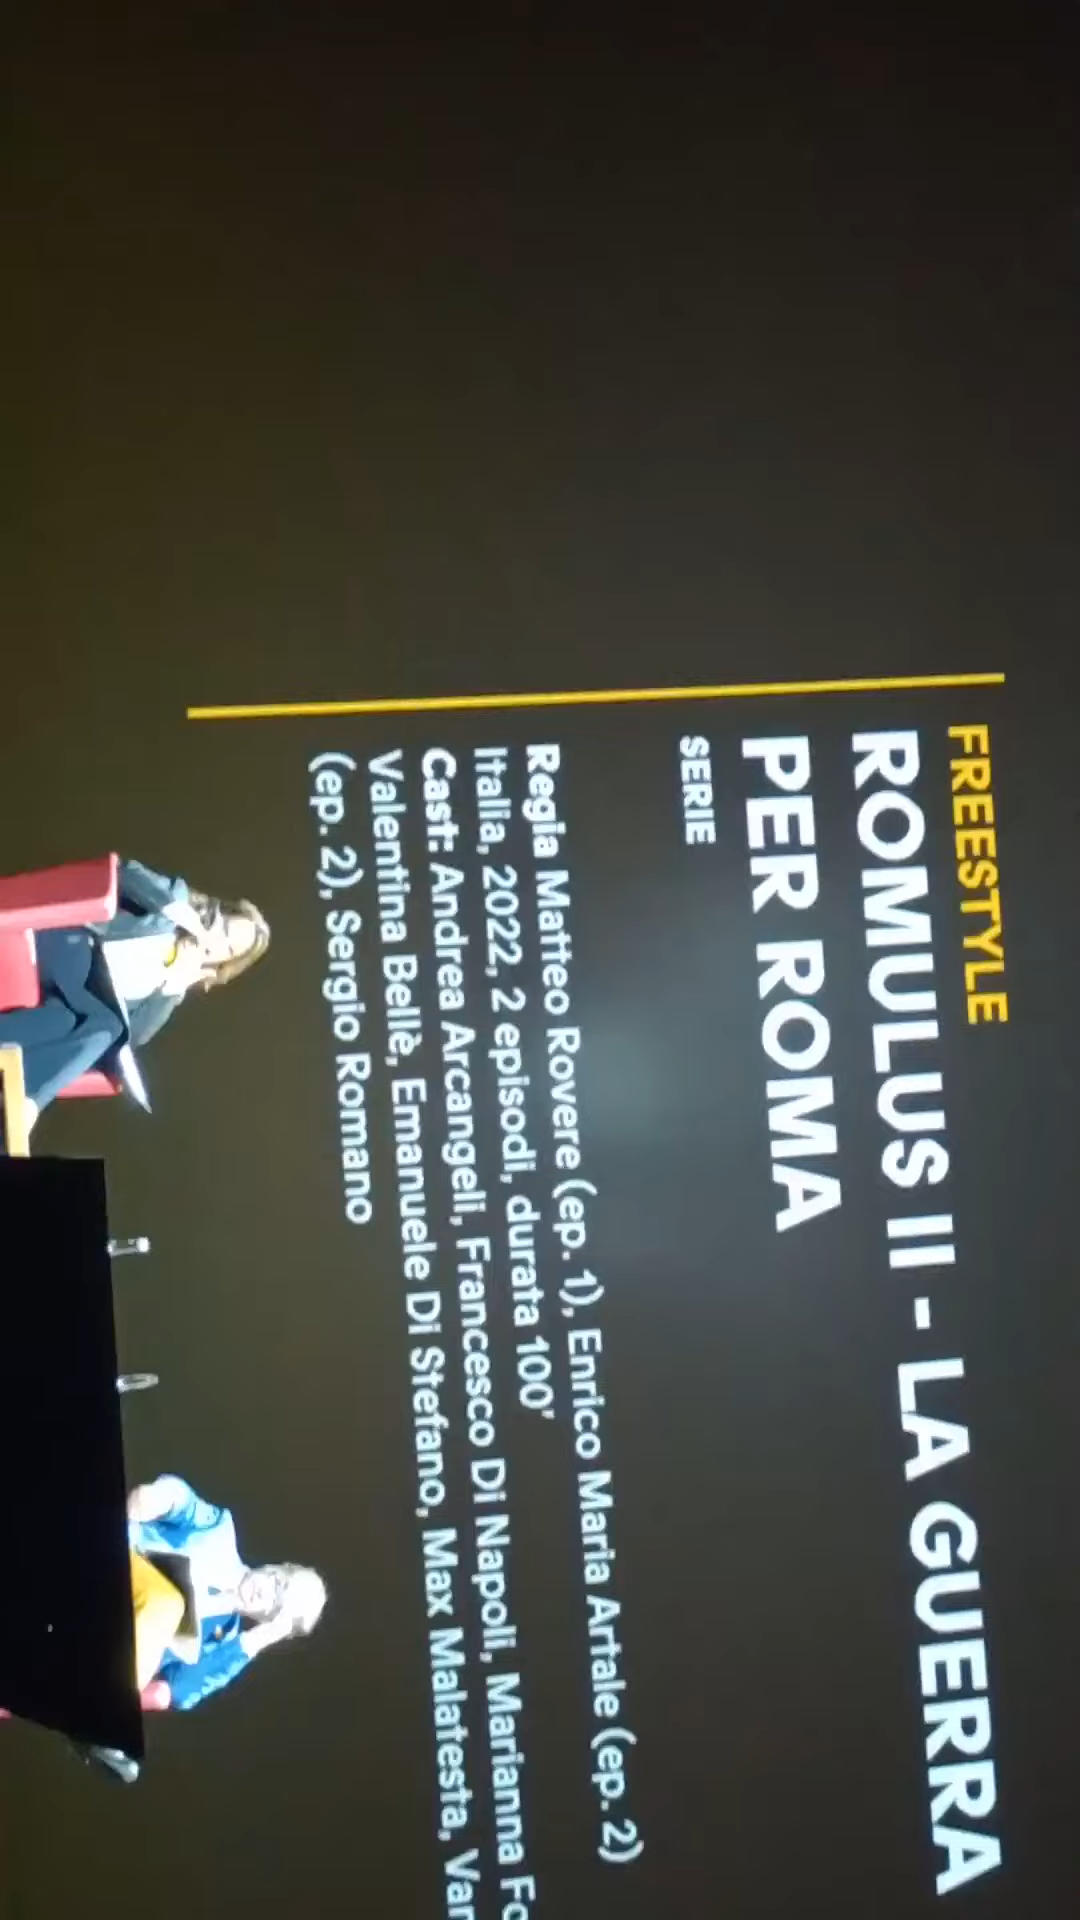 FREESTYLE
ROMULUS II - LA GUERRA
PER ROMA
SERIE
Regia Matteo Rovere (ep. 1), Enrico Maria Artale (ep. 2)
Italia, 2022, 2 episodi, durata 100'
Cast: Andrea Arcangeli, Francesco Di Napoli, Marianna
Valentina Bellè, Emanuele Di Stefano, Max Malatesta,
(ep. 2), Sergio Romano